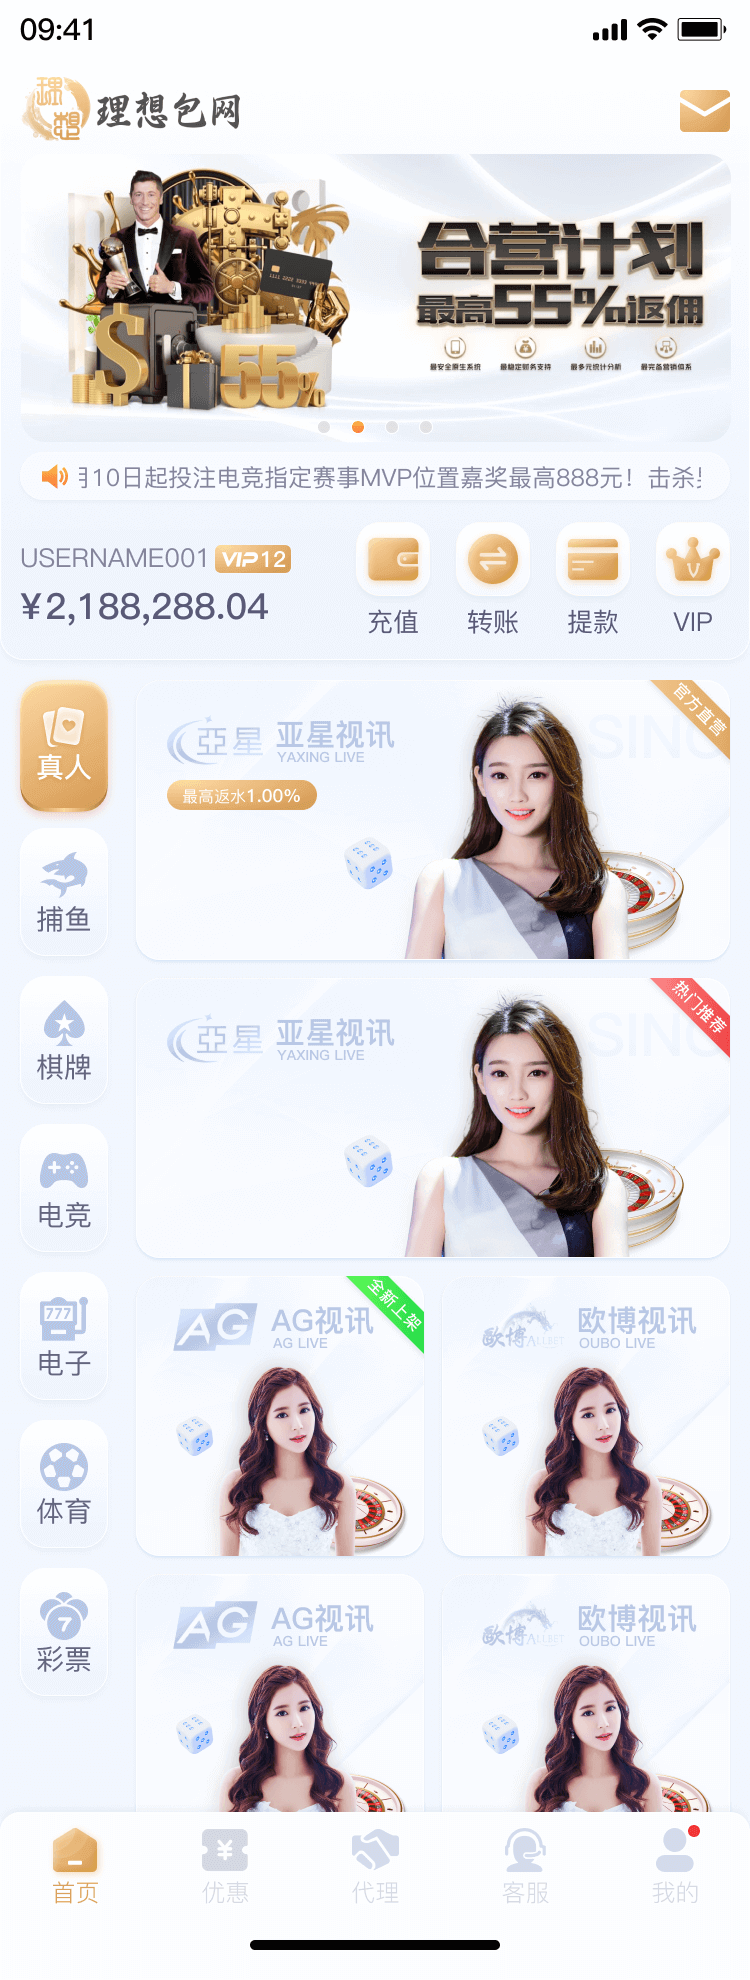 09:41
理想
理想包网
合营计划
最高55%返佣
最安全原生系统 最稳定财务支持 最多元统计分析 最完备营销体系
$ 55%
月10日起投注电竞指定赛事MVP位置嘉奖最高888元！击杀
USERNAME001 VIP12
¥2,188,288.04
充值 转账 提款 VIP
真人
捕鱼
棋牌
电竞
777
电子
体育
7
彩票
亞星 亚星视讯
YAXING LIVE
最高返水1.00%
官方直营
亞星 亚星视讯
YAXING LIVE
热门推荐
AG AG视讯
AG LIVE
全新上架
歐博 ALLBET 欧博视讯
OUBO LIVE
AG AG视讯
AG LIVE
歐博 ALLBET 欧博视讯
OUBO LIVE
首页 优惠 代理 客服 我的